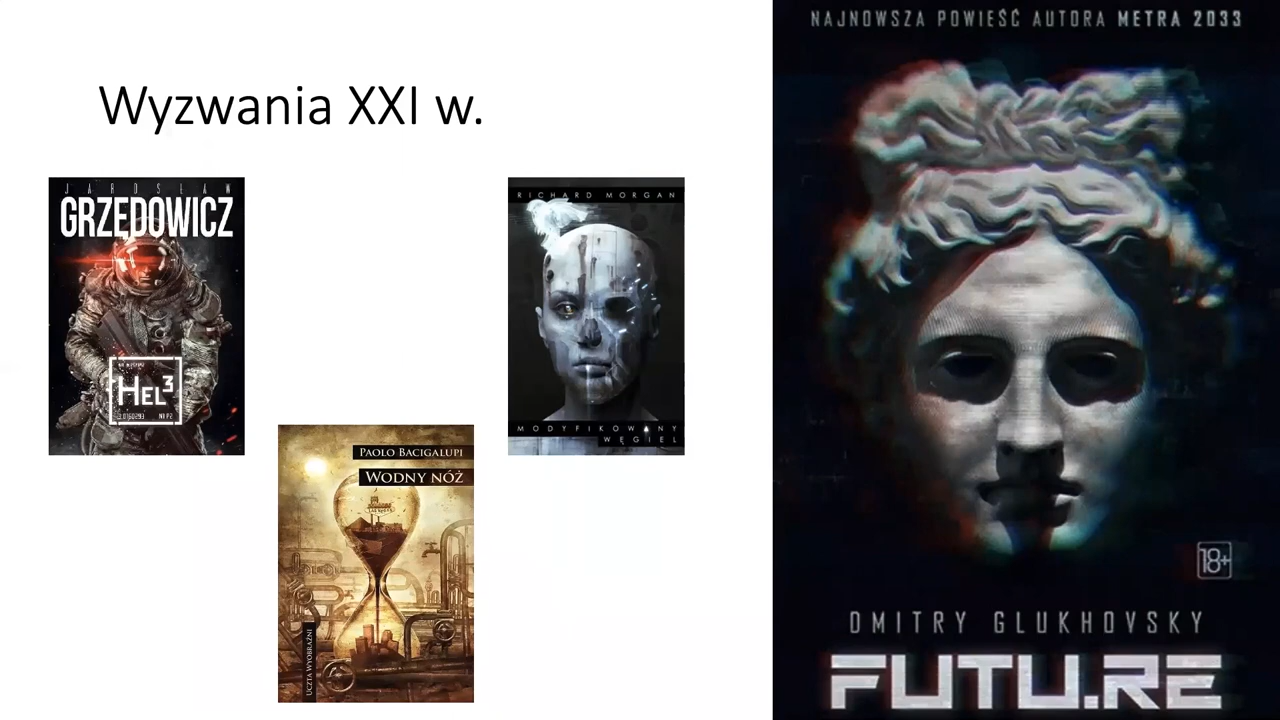 Wyzwania XXI w.
JAROSŁAW
GRZĘDOWICZ
HEL3
PAOLO BACIGALUPI
WODNY NÓŻ
UCZTA WYOBRAŹNI
RICHARD MORGAN
MODYFIKOWANY
WĘGIEL
NAJNOWSZA POWIEŚĆ AUTORA METRA 2033
18+
DMITRY GLUKHOVSKY
FUTU.RE